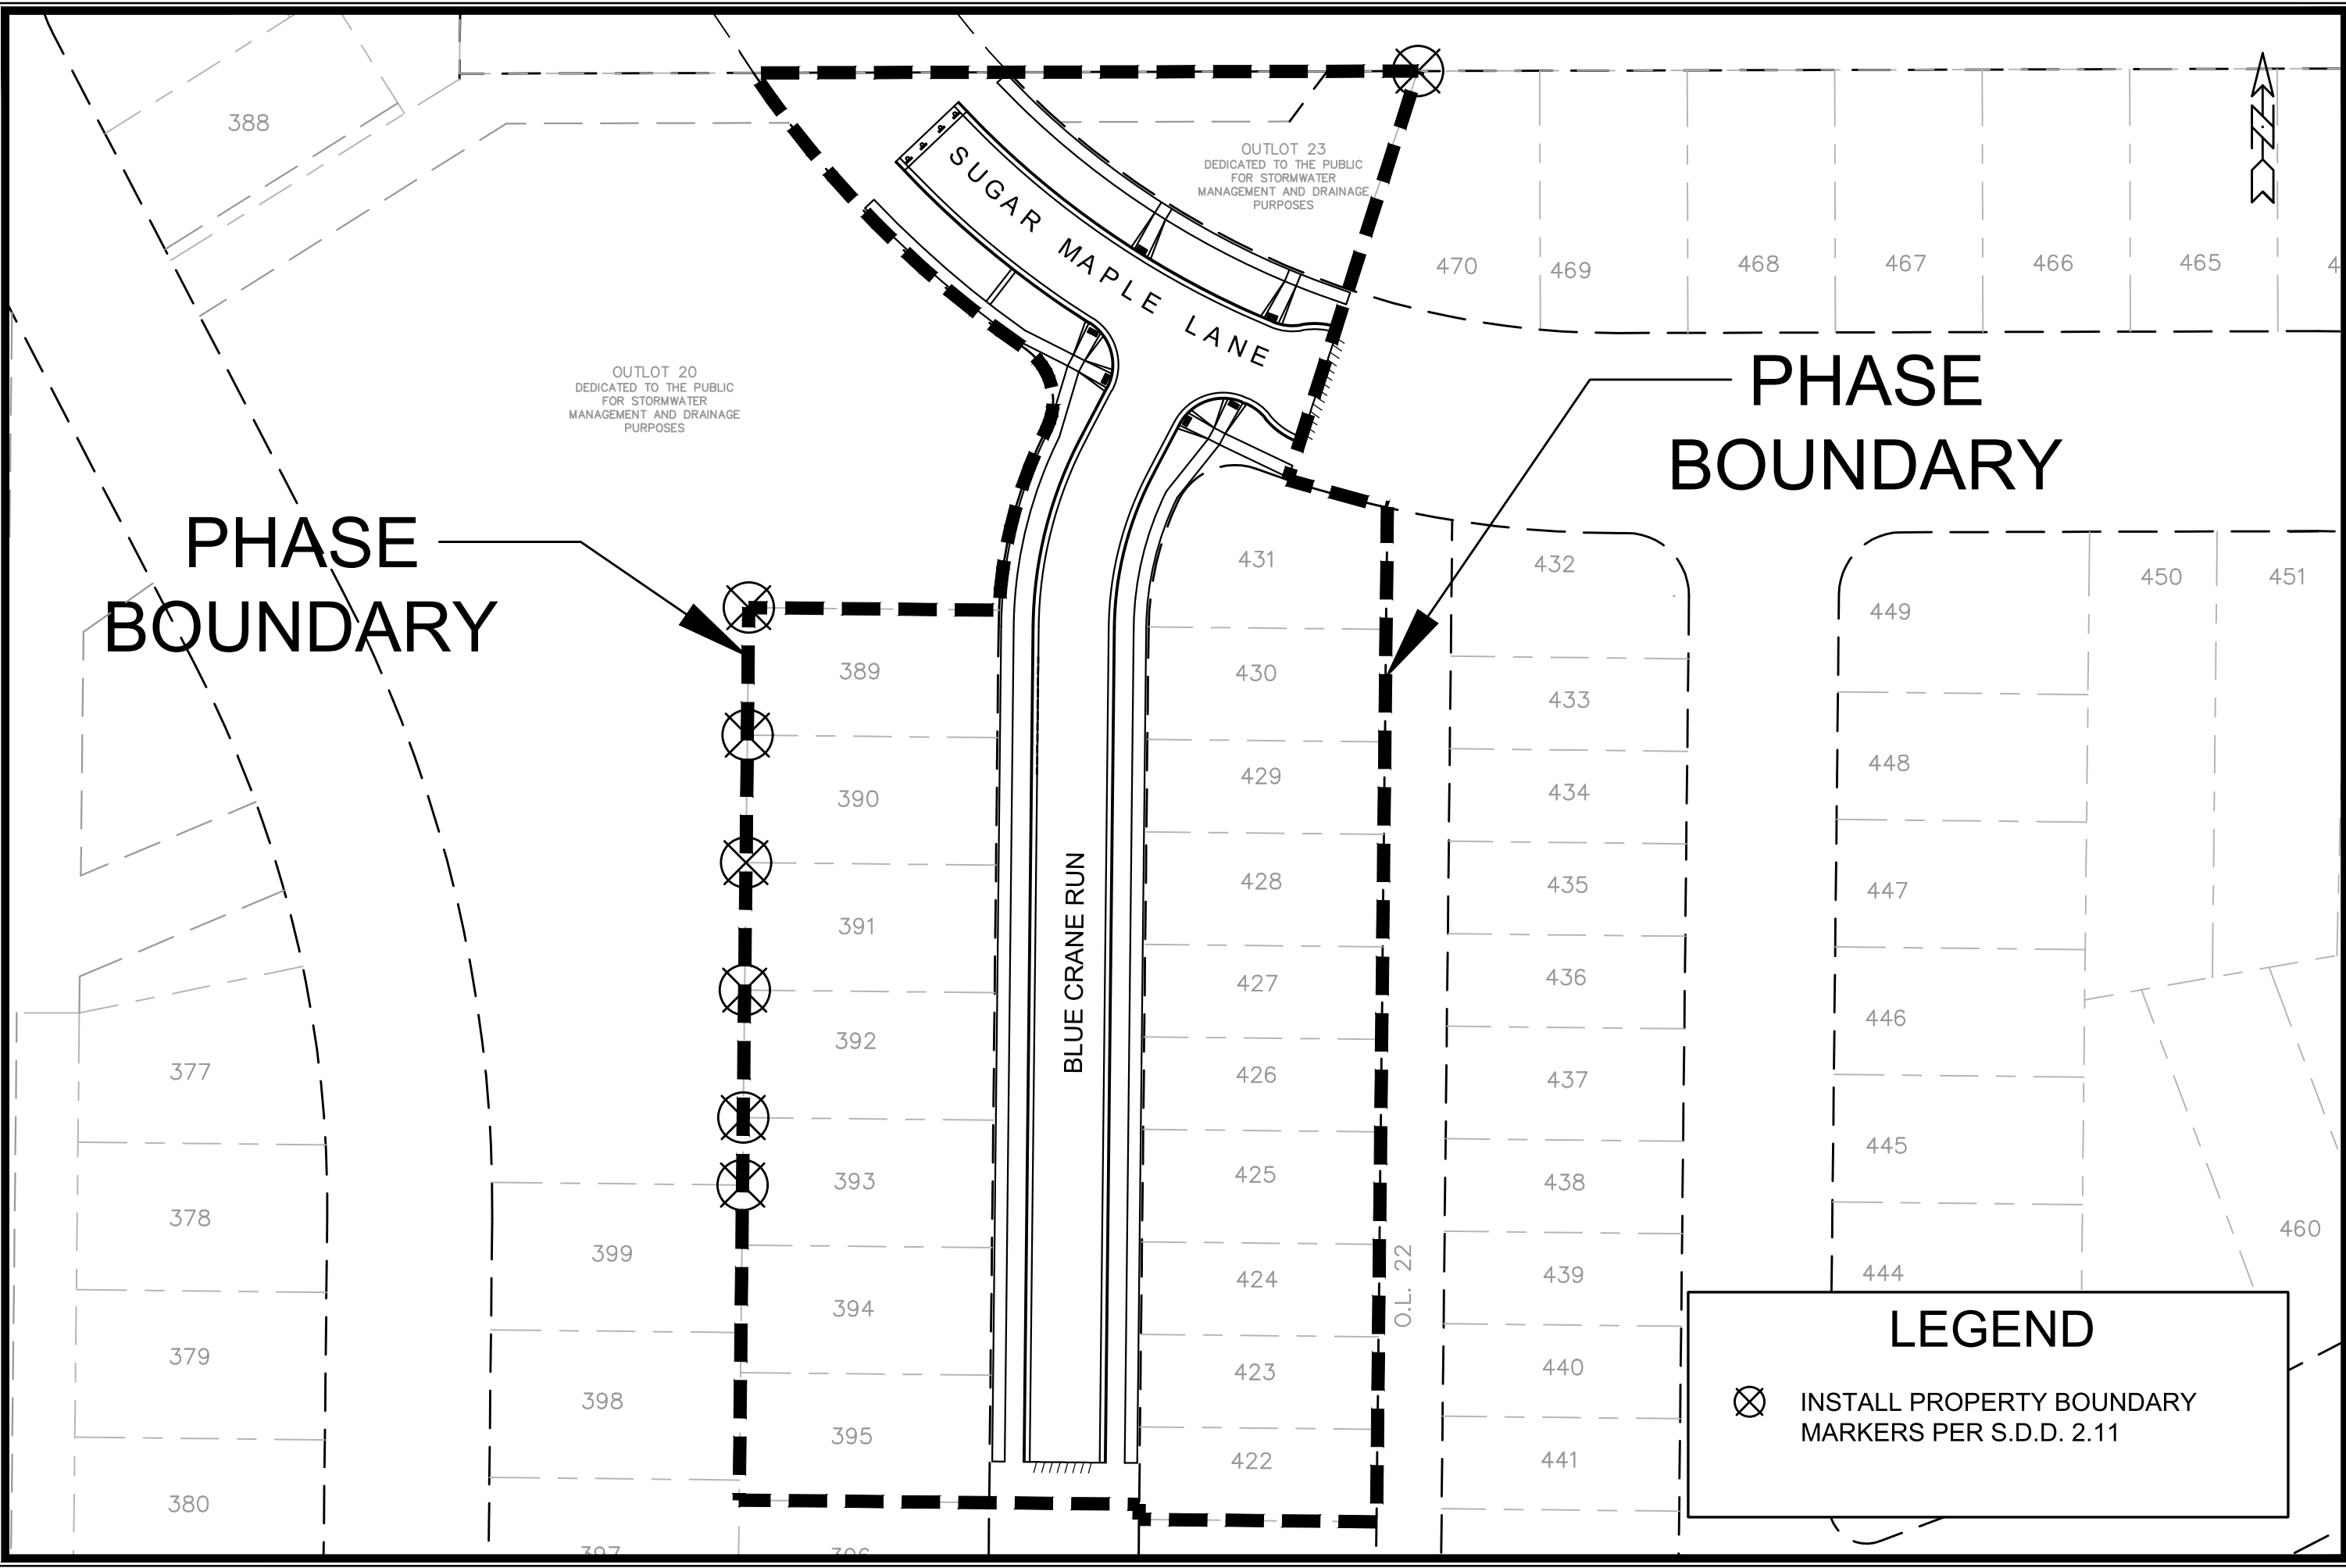 388
SUGAR MAPLE LANE
OUTLOT 23
DEDICATED TO THE PUBLIC
FOR STORMWATER
MANAGEMENT AND DRAINAGE
PURPOSES
470
469
468
467
466
465
OUTLOT 20
DEDICATED TO THE PUBLIC
FOR STORMWATER
MANAGEMENT AND DRAINAGE
PURPOSES
PHASE
BOUNDARY
PHASE
BOUNDARY
431
432
450
451
449
389
430
433
448
390
429
434
428
435
447
391
BLUE CRANE RUN
427
436
446
392
377
426
437
445
393
425
438
378
460
399
424
439
444
O.L. 22
394
379
423
440
398
395
422
441
380
397
396
LEGEND
INSTALL PROPERTY BOUNDARY
MARKERS PER S.D.D. 2.11